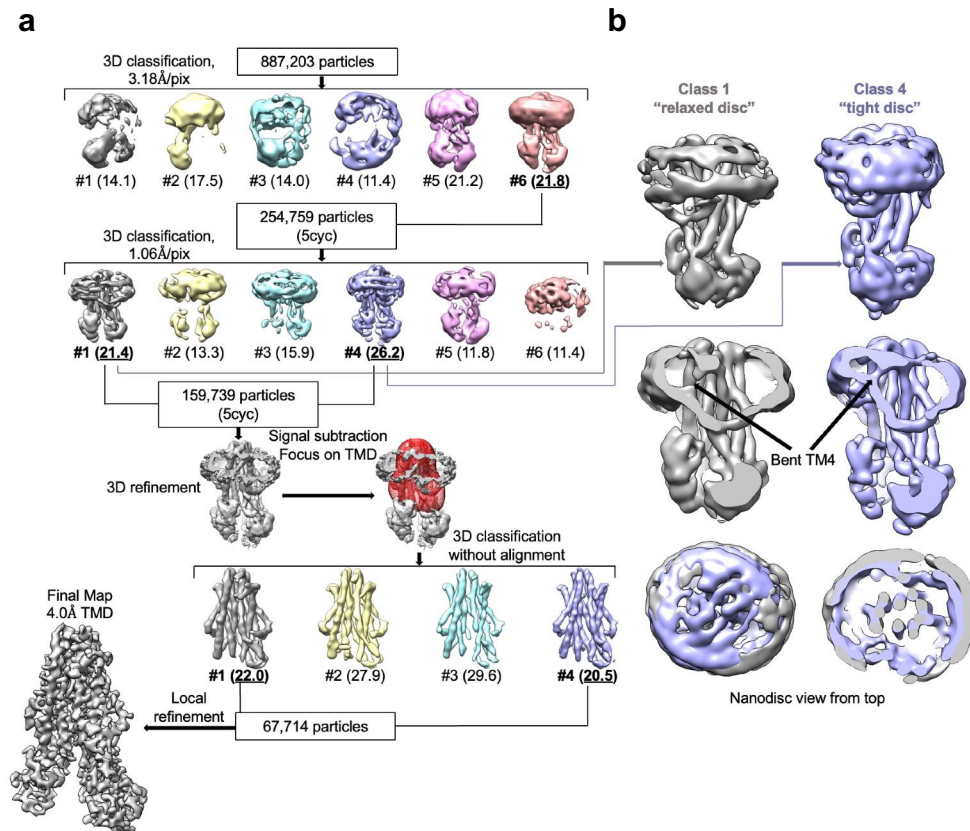 a
887,203 particles
3D classification,
3.18Å/pix
#1 (14.1)
#2 (17.5)
#3 (14.0)
#4 (11.4)
#5 (21.2)
#6 (21.8)
254,759 particles
(5cyc)
3D classification,
1.06Å/pix
#1 (21.4)
#2 (13.3)
#3 (15.9)
#4 (26.2)
#5 (11.8)
#6 (11.4)
159,739 particles
(5cyc)
Signal subtraction
Focus on TMD
3D refinement
3D classification
without alignment
#1 (22.0)
#2 (27.9)
#3 (29.6)
#4 (20.5)
Final Map
4.0Å TMD
Local
refinement
67,714 particles
b
Class 1
“relaxed disc”
Class 4
“tight disc”
Bent TM4
Nanodisc view from top